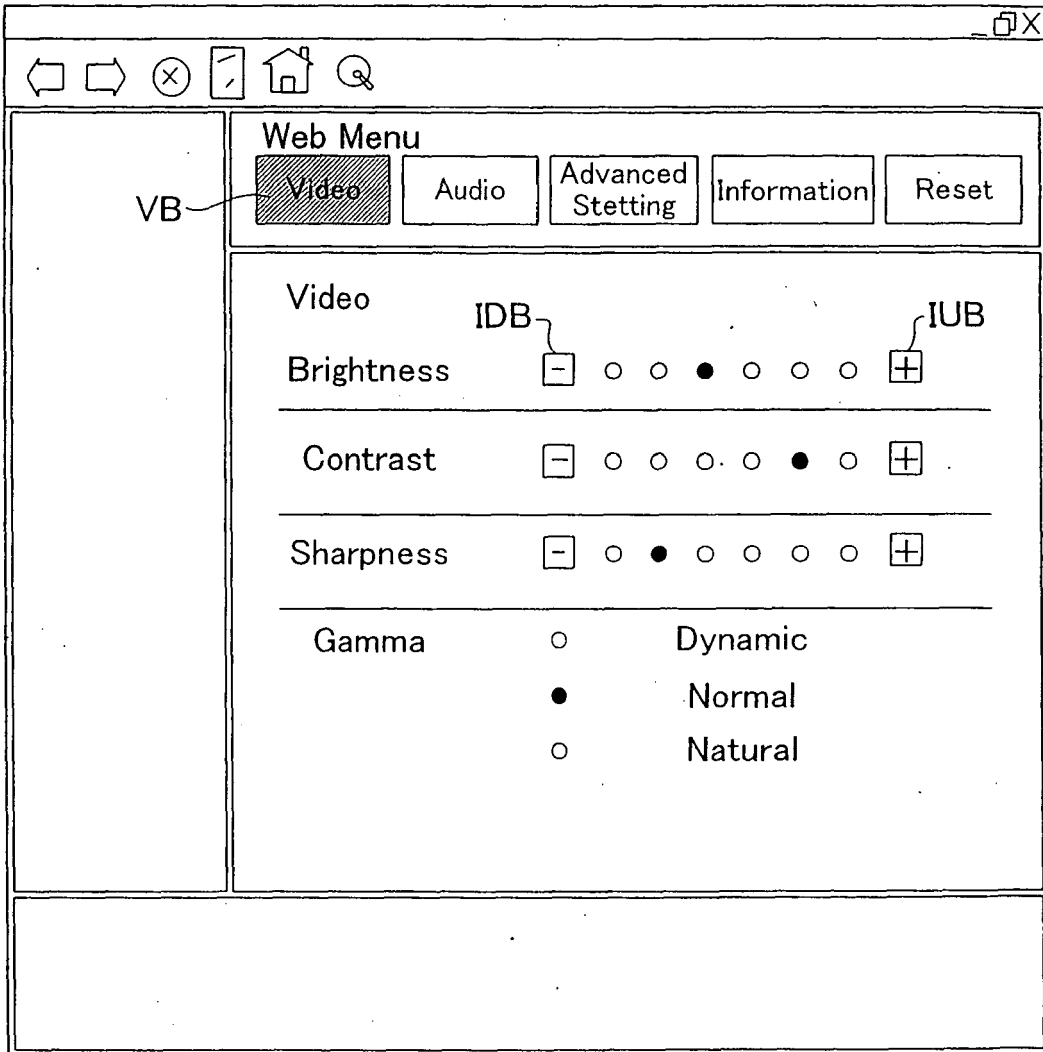 Web Menu
VB
Video
Audio
Advanced
Stetting
Information
Reset
Video
IDB
IUB
Brightness - +
Contrast - +
Sharpness - +
Gamma Dynamic
Normal
Natural